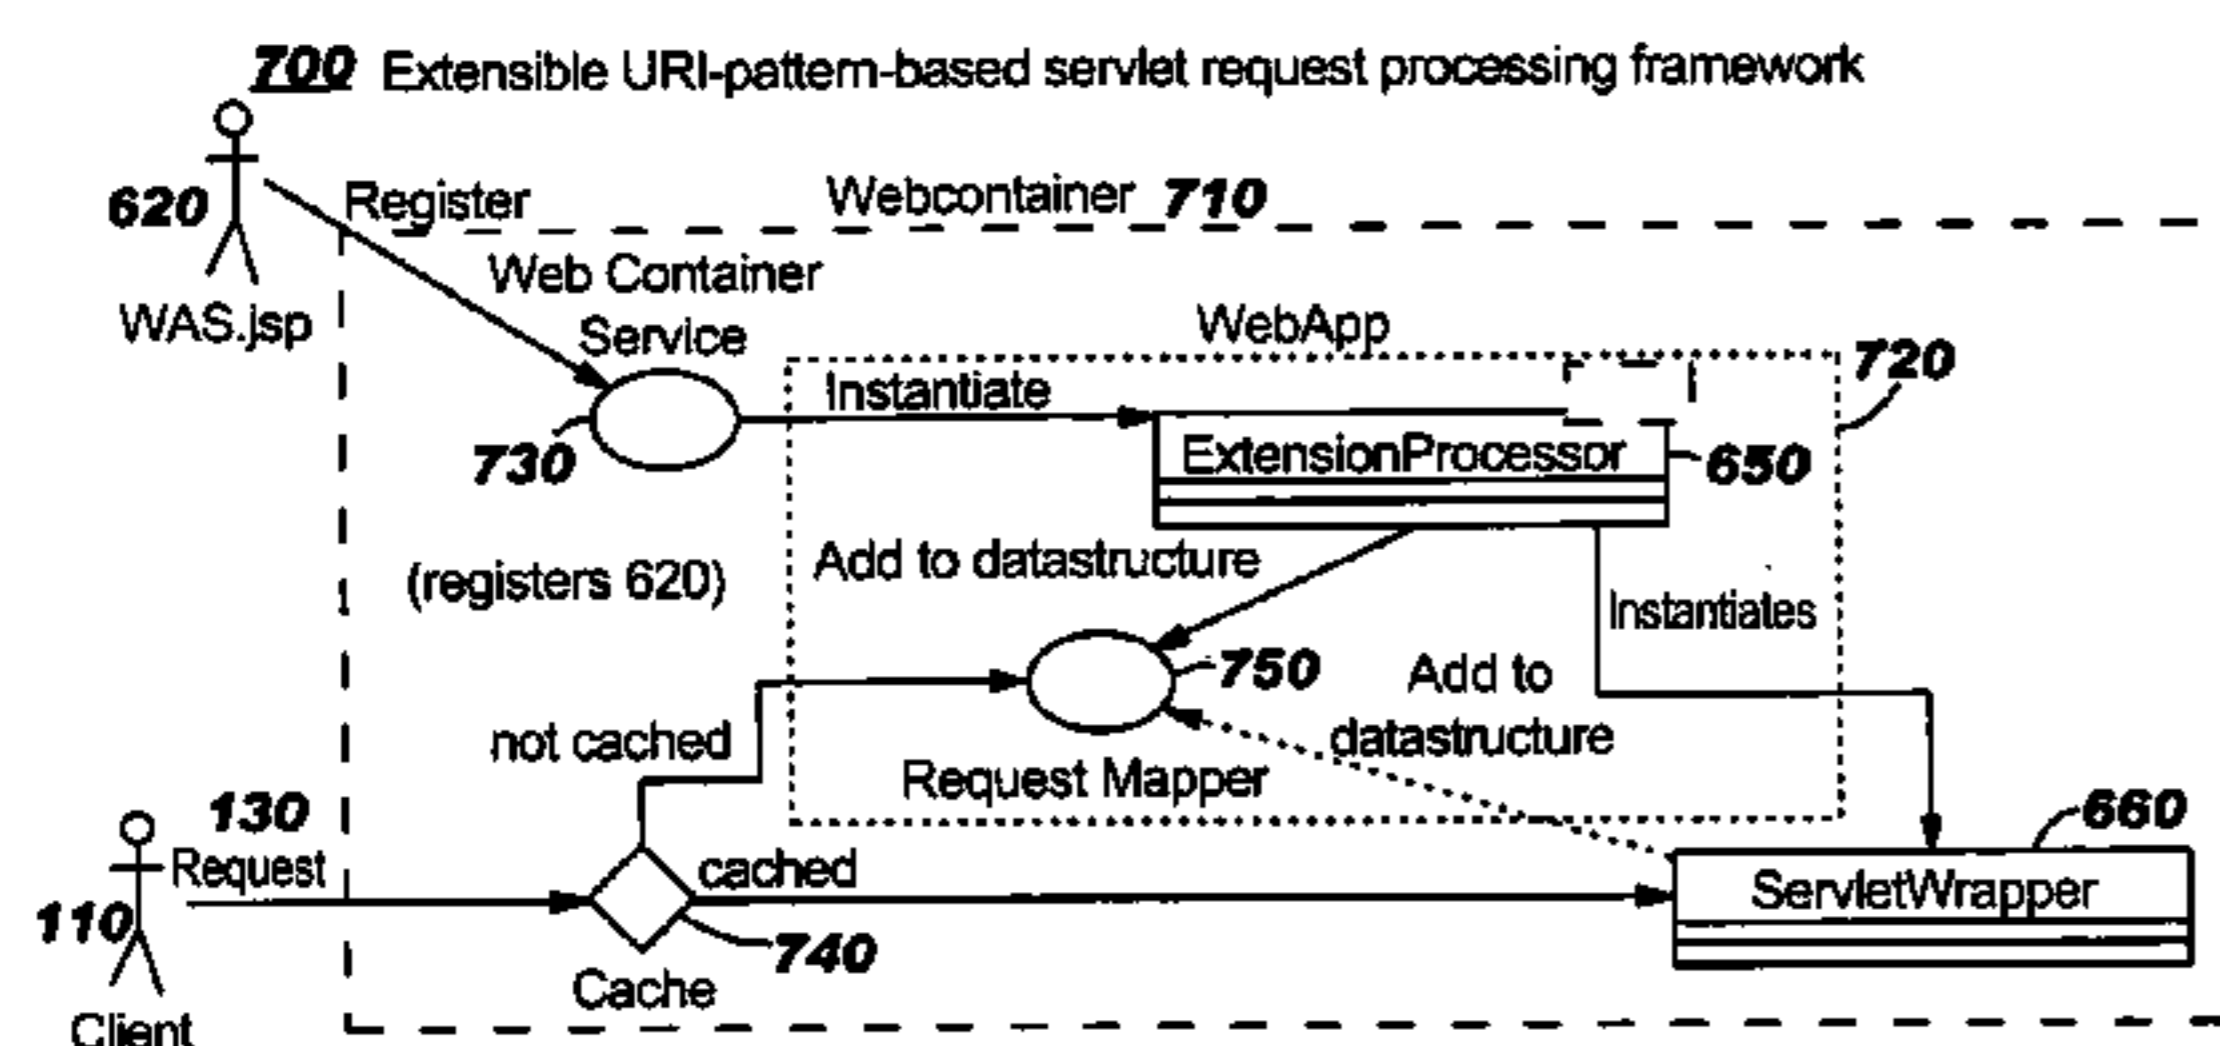 700 Extensible URI-pattern-based servlet request processing framework
620
Register
Webcontainer 710
Web Container
Service
WAS.jsp
WebApp
720
Instantiate
730
ExtensionProcessor
650
Add to datastructure
(registers 620)
Instantiates
750
Add to
datastructure
not cached
Request Mapper
130
Request
660
cached
ServletWrapper
110
740
Cache
Client